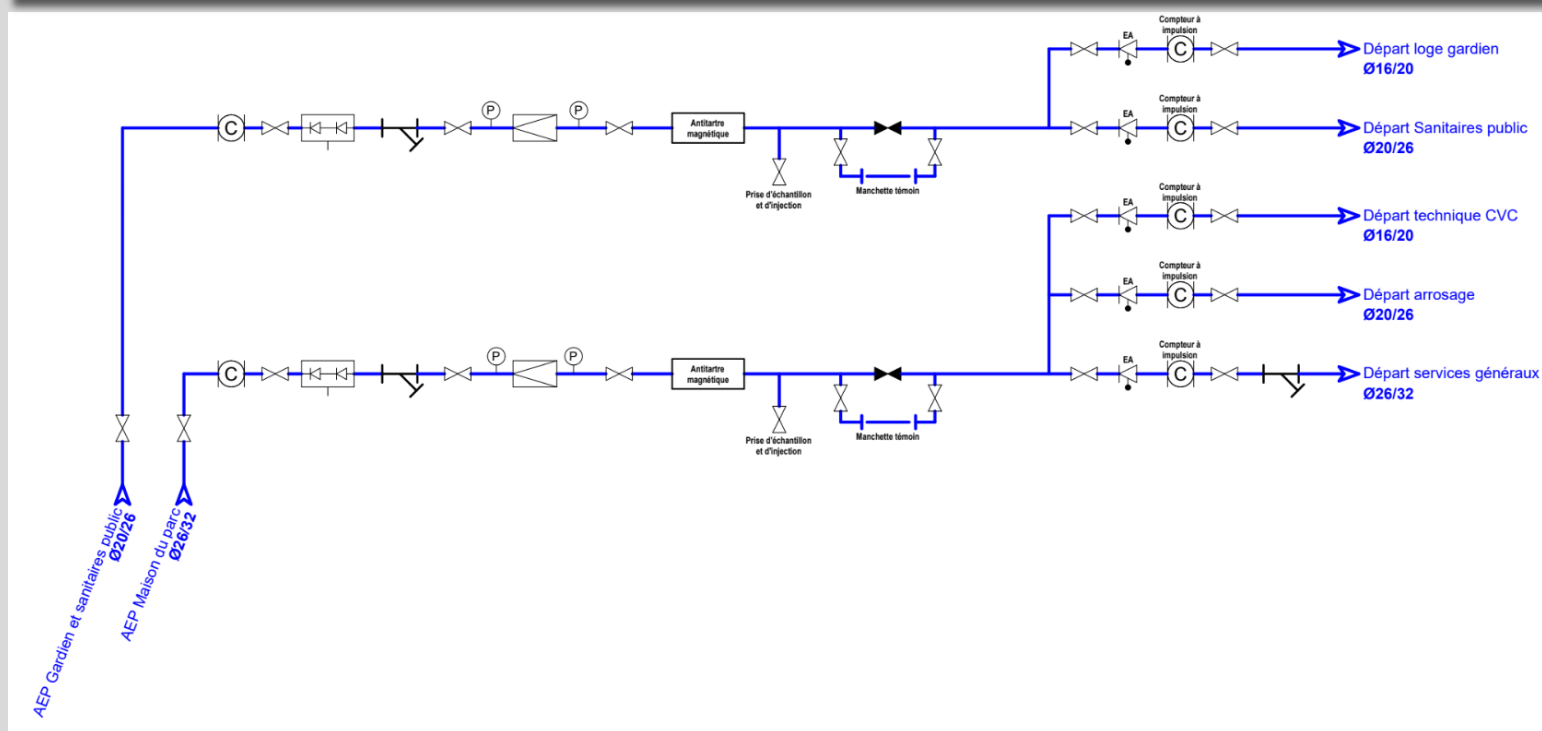 Compteur à
impulsion
EA
C
Départ loge gardien
Ø16/20
C
P
P
Antitartre
magnétique
Prise d'échantillon
et d'injection
Manchette témoin
Compteur à
impulsion
EA
C
Départ Sanitaires public
Ø20/26
Compteur à
impulsion
EA
C
Départ technique CVC
Ø16/20
Compteur à
impulsion
EA
C
Départ arrosage
Ø20/26
C
P
P
Antitartre
magnétique
Prise d'échantillon
et d'injection
Manchette témoin
Compteur à
impulsion
EA
C
Départ services généraux
Ø26/32
AEP Gardien et sanitaires public
Ø20/26
AEP Maison du parc
Ø26/32